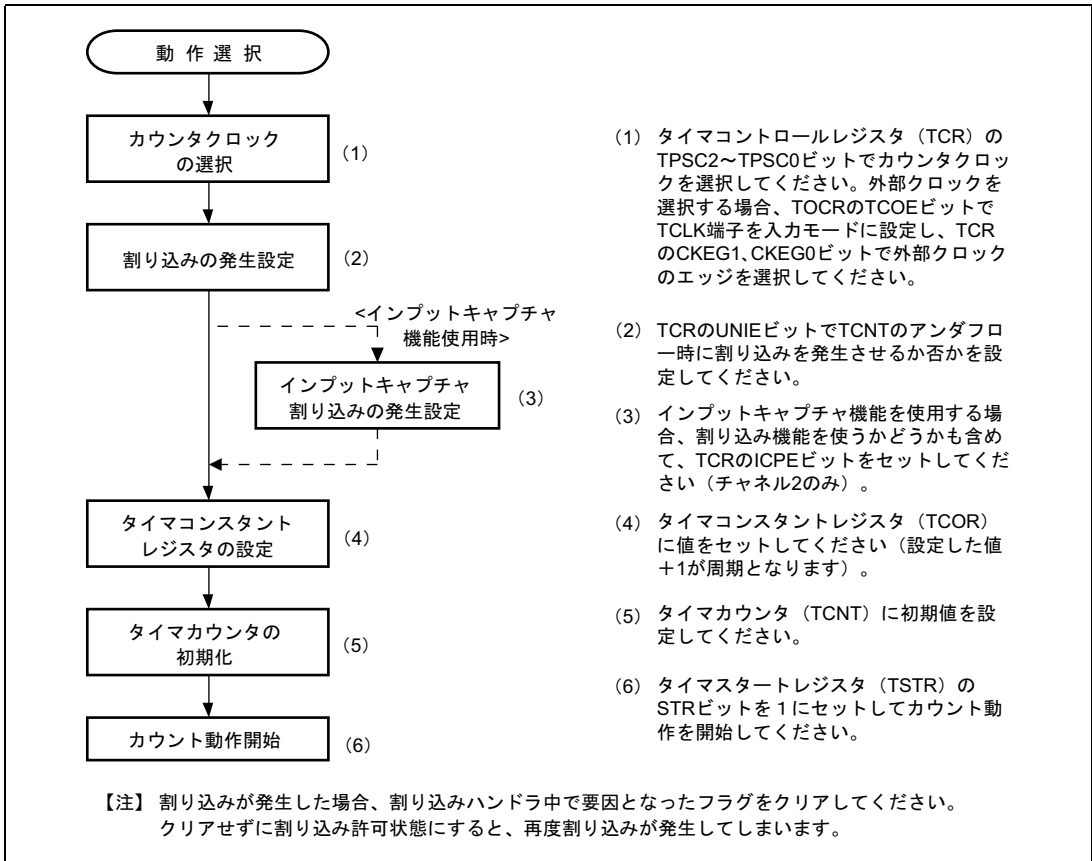 動 作 選 択
カウンタクロック
の選択
(1)
割り込みの発生設定
(2)
<インプットキャプチャ
機能使用時>
インプットキャプチャ
割り込みの発生設定
(3)
タイマコンスタント
レジスタの設定
(4)
タイマカウンタの
初期化
(5)
カウント動作開始
(6)
(1) タイマコントロールレジスタ（TCR）の
TPSC2～TPSC0ビットでカウンタクロッ
クを選択してください。外部クロックを
選択する場合、TOCRのTCOEビットで
TCLK端子を入力モードに設定し、TCR
のCKEG1、CKEG0ビットで外部クロック
のエッジを選択してください。
(2) TCRのUNIEビットでTCNTのアンダフロ
ー時に割り込みを発生させるか否かを設
定してください。
(3) インプットキャプチャ機能を使用する場
合、割り込み機能を使うかどうかも含め
て、TCRのICPEビットをセットしてくだ
さい（チャネル2のみ）。
(4) タイマコンスタントレジスタ（TCOR）
に値をセットしてください（設定した値
＋1が周期となります）。
(5) タイマカウンタ（TCNT）に初期値を設
定してください。
(6) タイマスタートレジスタ（TSTR）の
STRビットを１にセットしてカウント動
作を開始してください。
【注】 割り込みが発生した場合、割り込みハンドラ中で要因となったフラグをクリアしてください。
クリアせずに割り込み許可状態にすると、再度割り込みが発生してしまいます。